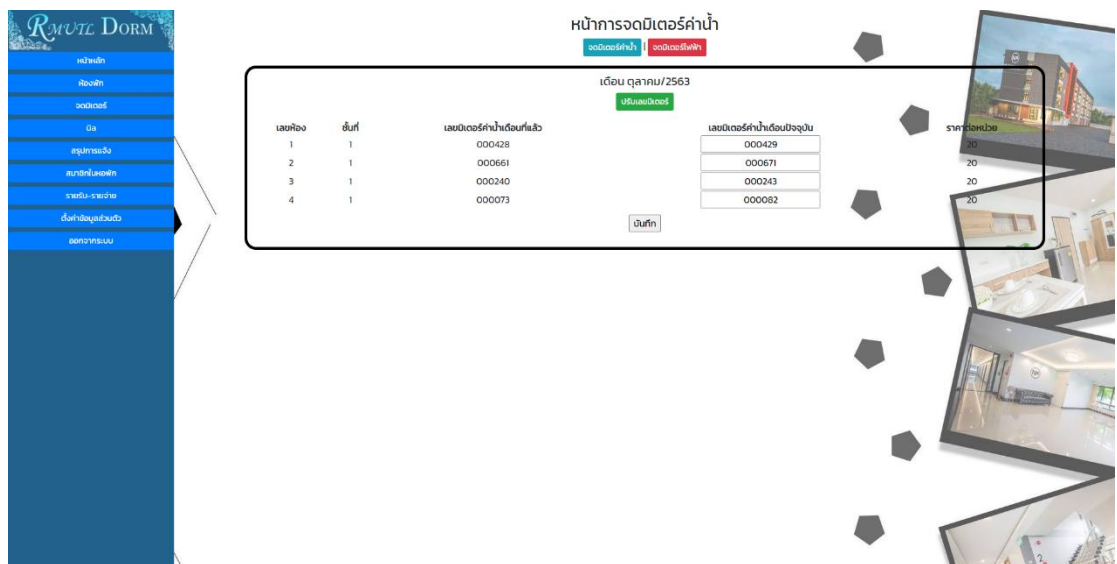 RMUTL DORM
หน้าหลัก
ห้องพัก
จดมิเตอร์
บิล
สรุปการแจ้ง
สมาชิกในหอพัก
รายรับ-รายจ่าย
ตั้งค่าข้อมูลส่วนตัว
ออกจากระบบ
หน้าการจดมิเตอร์ค่าน้ำ
จดมิเตอร์ค่าน้ำ | จดมิเตอร์ไฟฟ้า
เดือน ตุลาคม/2563
ปรับเลขมิเตอร์
เลขห้อง ชั้นที่ เลขมิเตอร์ค่าน้ำเดือนที่แล้ว เลขมิเตอร์ค่าน้ำเดือนปัจจุบัน ราคาต่อหน่วย
1 1 000428 000429 20
2 1 000661 000671 20
3 1 000240 000243 20
4 1 000073 000082 20
บันทึก